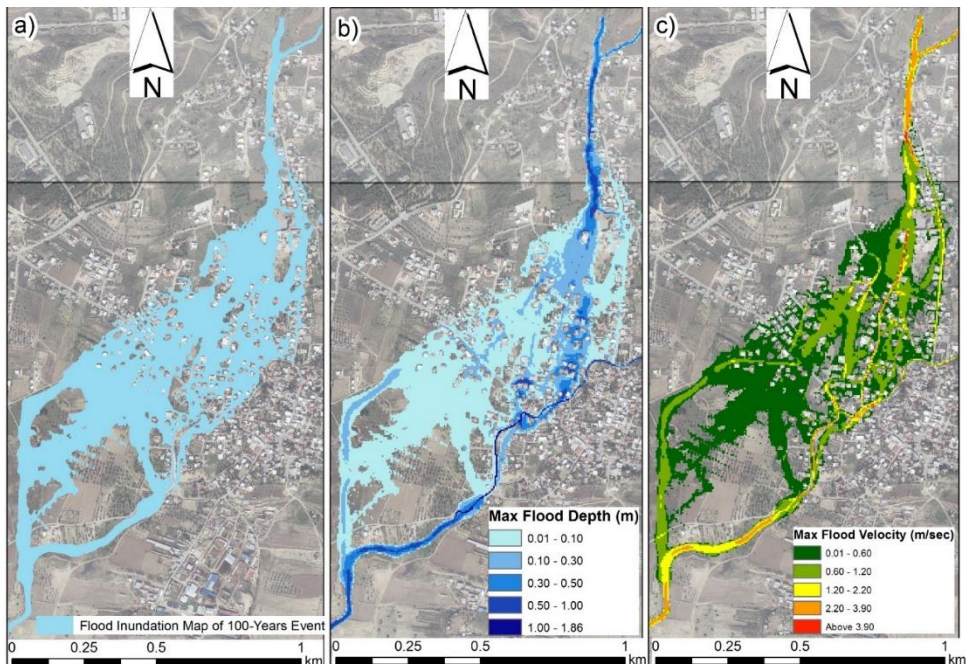 a)
N
Flood Inundation Map of 100-Years Event
0 0.25 0.5 1
km
b)
N
Max Flood Depth (m)
0.01 - 0.10
0.10 - 0.30
0.30 - 0.50
0.50 - 1.00
1.00 - 1.86
0 0.25 0.5 1
km
c)
N
Max Flood Velocity (m/sec)
0.01 - 0.60
0.60 - 1.20
1.20 - 2.20
2.20 - 3.90
Above 3.90
0 0.25 0.5 1
km